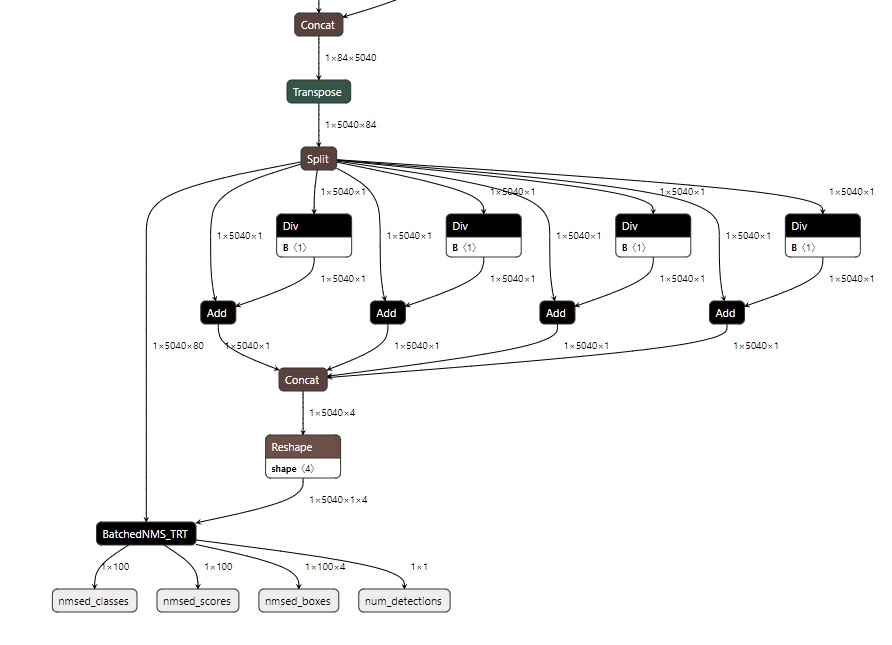 Concat
1×84×5040
Transpose
1×5040×84
Split
1×5040×1
1×5040×1
1×5040×1
1×5040×1
Div
Div
Div
Div
1×5040×1
1×5040×1
1×5040×1
1×5040×1
B ⟨1⟩
B ⟨1⟩
B ⟨1⟩
B ⟨1⟩
1×5040×1
1×5040×1
1×5040×1
1×5040×1
Add
Add
Add
Add
1×5040×80
1×5040×1
1×5040×1
1×5040×1
1×5040×1
Concat
1×5040×4
Reshape
shape ⟨4⟩
1×5040×1×4
BatchedNMS_TRT
1×100
1×100
1×100×4
1×1
nmsed_classes
nmsed_scores
nmsed_boxes
num_detections